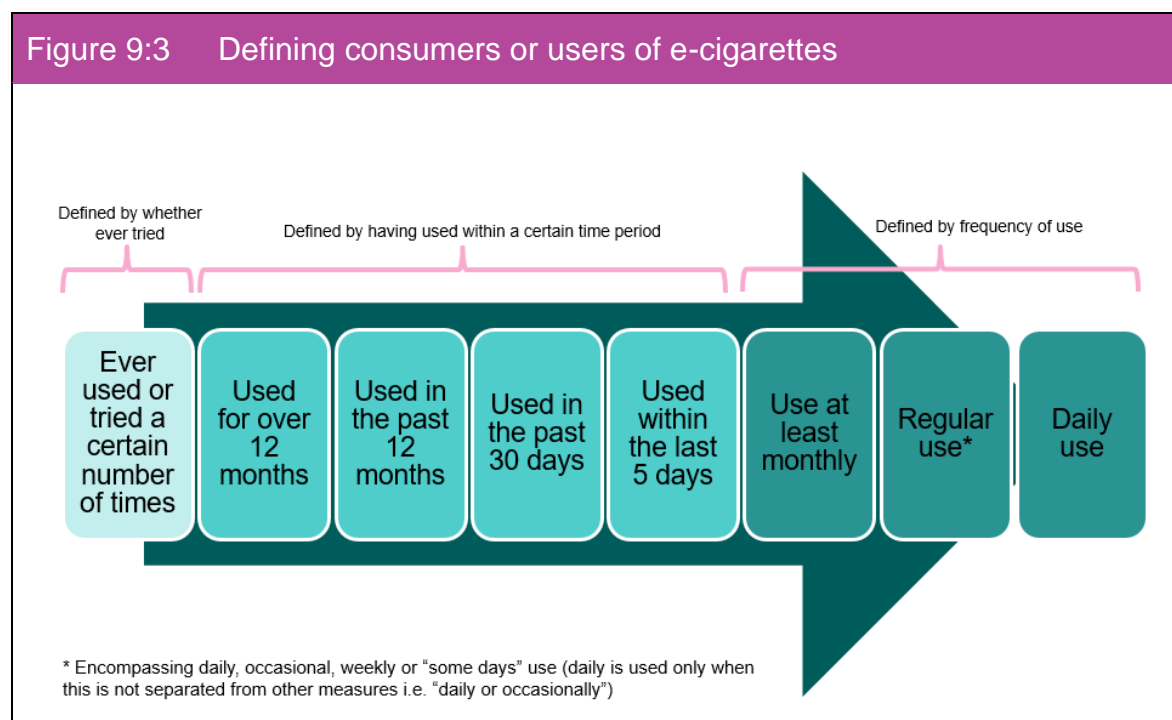 Figure 9:3 Defining consumers or users of e-cigarettes
Defined by whether
ever tried
Defined by having used within a certain time period
Defined by frequency of use
Ever
used or
tried a
certain
number
of times
Used
for over
12
months
Used in
the past
12
months
Used in
the past
30 days
Used
within
the last
5 days
Use at
least
monthly
Regular
use*
Daily
use
* Encompassing daily, occasional, weekly or “some days” use (daily is used only when
this is not separated from other measures i.e. “daily or occasionally”)